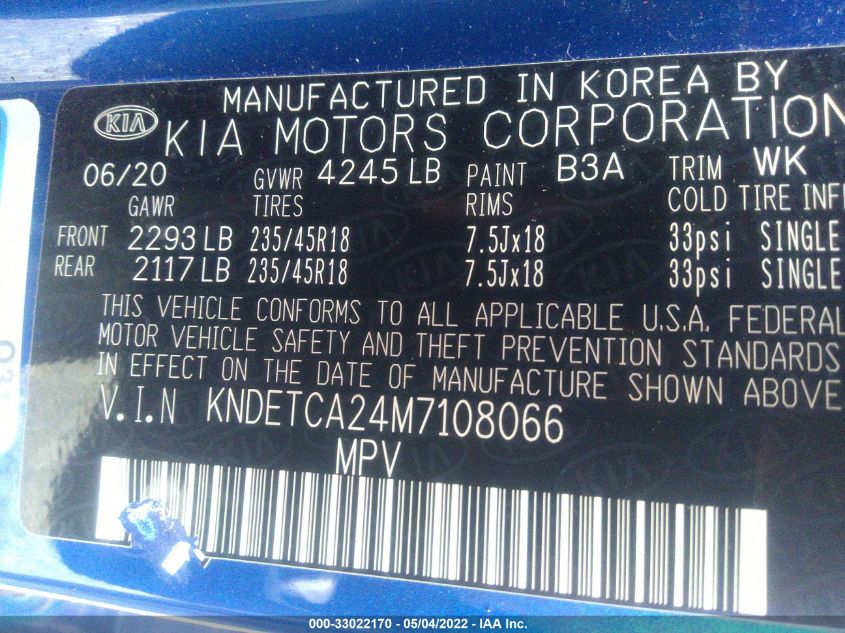 MANUFACTURED IN KOREA BY
KIA KIA MOTORS CORPORATION
06/20 GVWR 4245 LB PAINT B3A TRIM WK
GAWR TIRES RIMS COLD TIRE INF
FRONT 2293 LB 235/45R18 7.5Jx18 33psi SINGLE
REAR 2117 LB 235/45R18 7.5Jx18 33psi SINGLE
THIS VEHICLE CONFORMS TO ALL APPLICABLE U.S.A. FEDERAL
MOTOR VEHICLE SAFETY AND THEFT PREVENTION STANDARDS
IN EFFECT ON THE DATE OF MANUFACTURE SHOWN ABOVE
V.I.N KNDETCA24M7108066
MPV
000-33022170 - 05/04/2022 - IAA Inc.